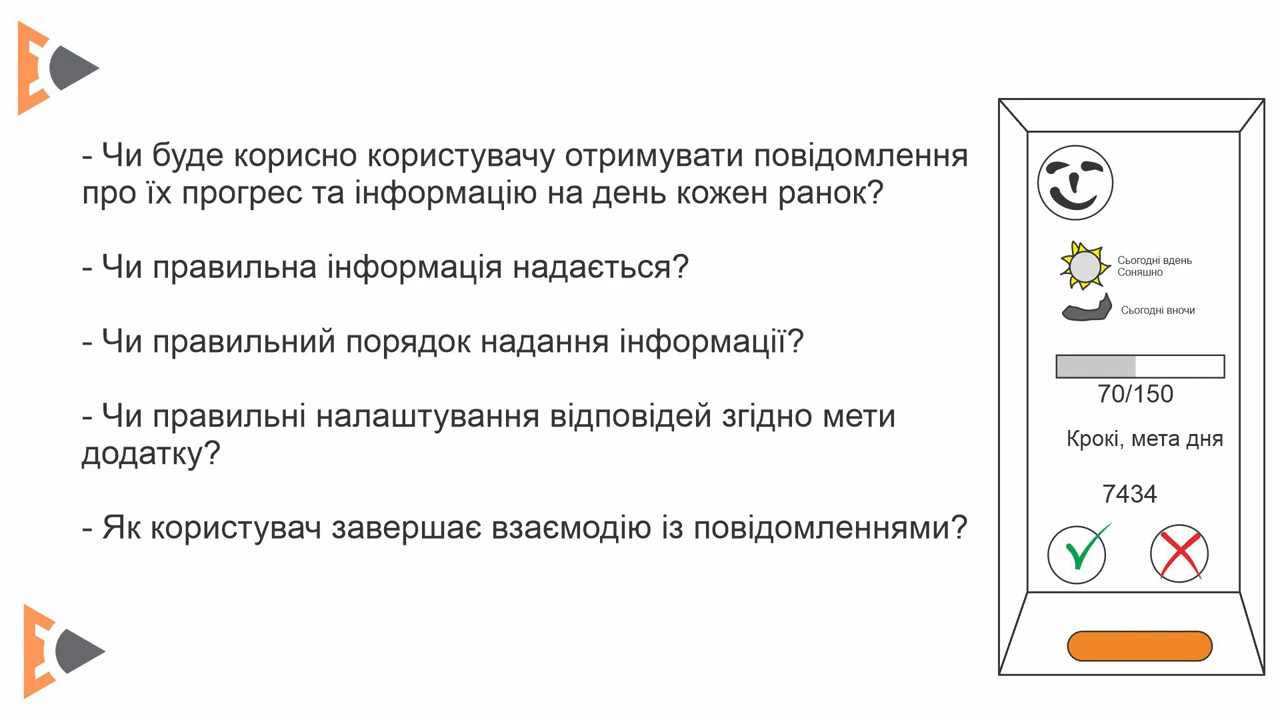 - Чи буде корисно користувачу отримувати повідомлення
про їх прогрес та інформацію на день кожен ранок?
- Чи правильна інформація надається?
- Чи правильний порядок надання інформації?
- Чи правильні налаштування відповідей згідно мети
додатку?
- Як користувач завершає взаємодію із повідомленнями?
Сьогодні вдень
Соняшно
Сьогодні вночи
70/150
Крокі, мета дня
7434